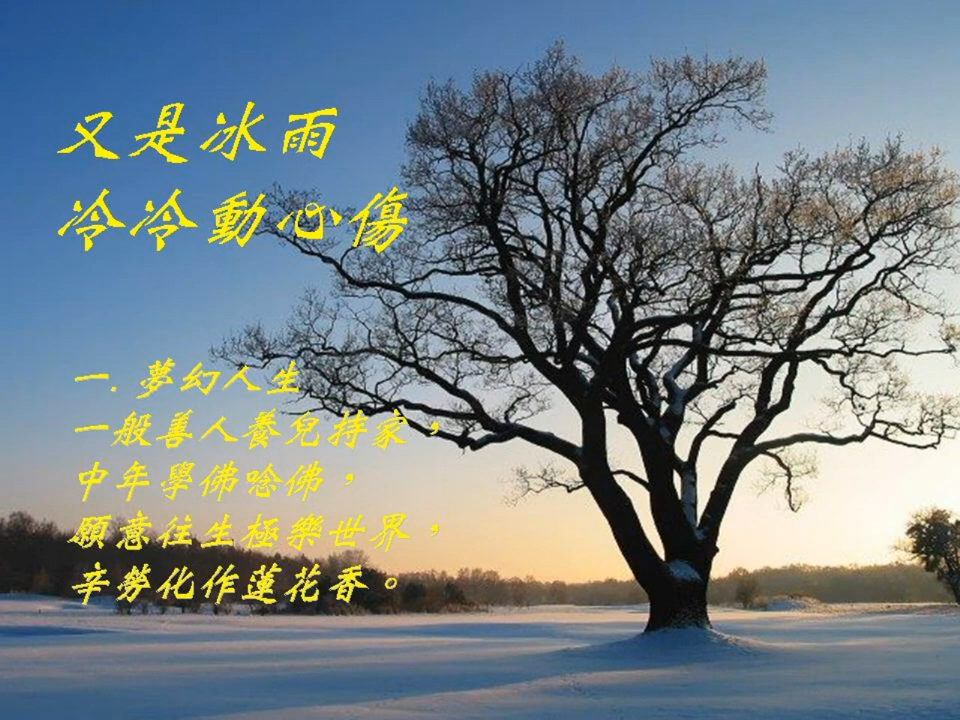 又是冰雨
冷冷動心傷
一.夢幻人生
一般善人養兒持家，
中年學佛唸佛，
願意往生極樂世界，
辛勞化作蓮花香。